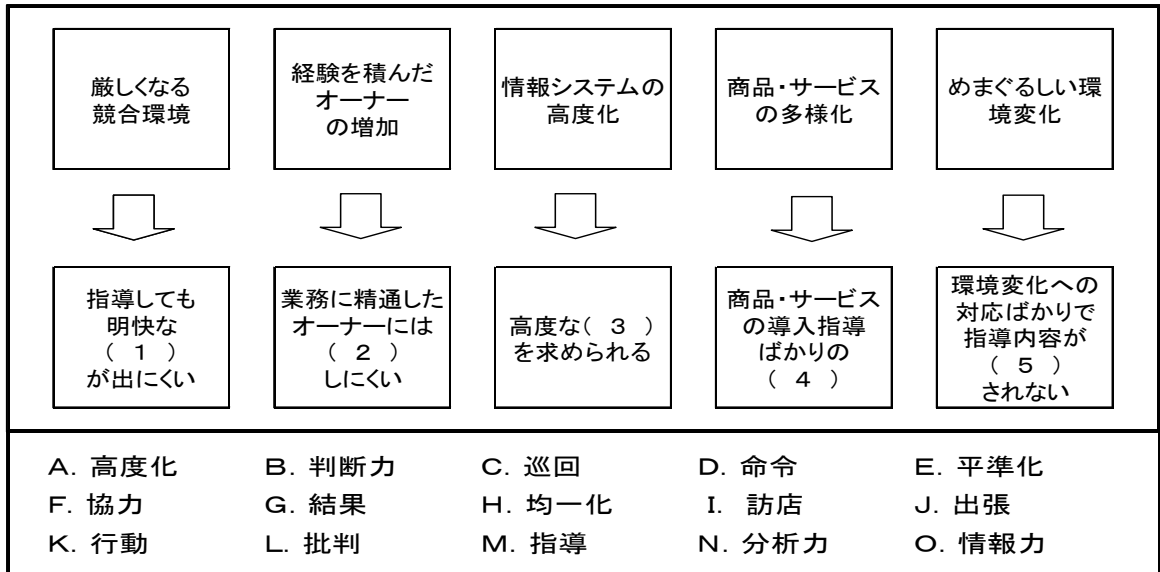 厳しくなる
競合環境
経験を積んだ
オーナー
の増加
情報システムの
高度化
商品・サービス
の多様化
めまぐるしい環
境変化
指導しても
明快な
（ 1 ）
が出にくい
業務に精通した
オーナーには
（ 2 ）
しにくい
高度な（ 3 ）
を求められる
商品・サービス
の導入指導
ばかりの
（ 4 ）
環境変化への
対応ばかりで
指導内容が
（ 5 ）
されない
A. 高度化 B. 判断力 C. 巡回 D. 命令 E. 平準化
F. 協力 G. 結果 H. 均一化 I. 訪店 J. 出張
K. 行動 L. 批判 M. 指導 N. 分析力 O. 情報力